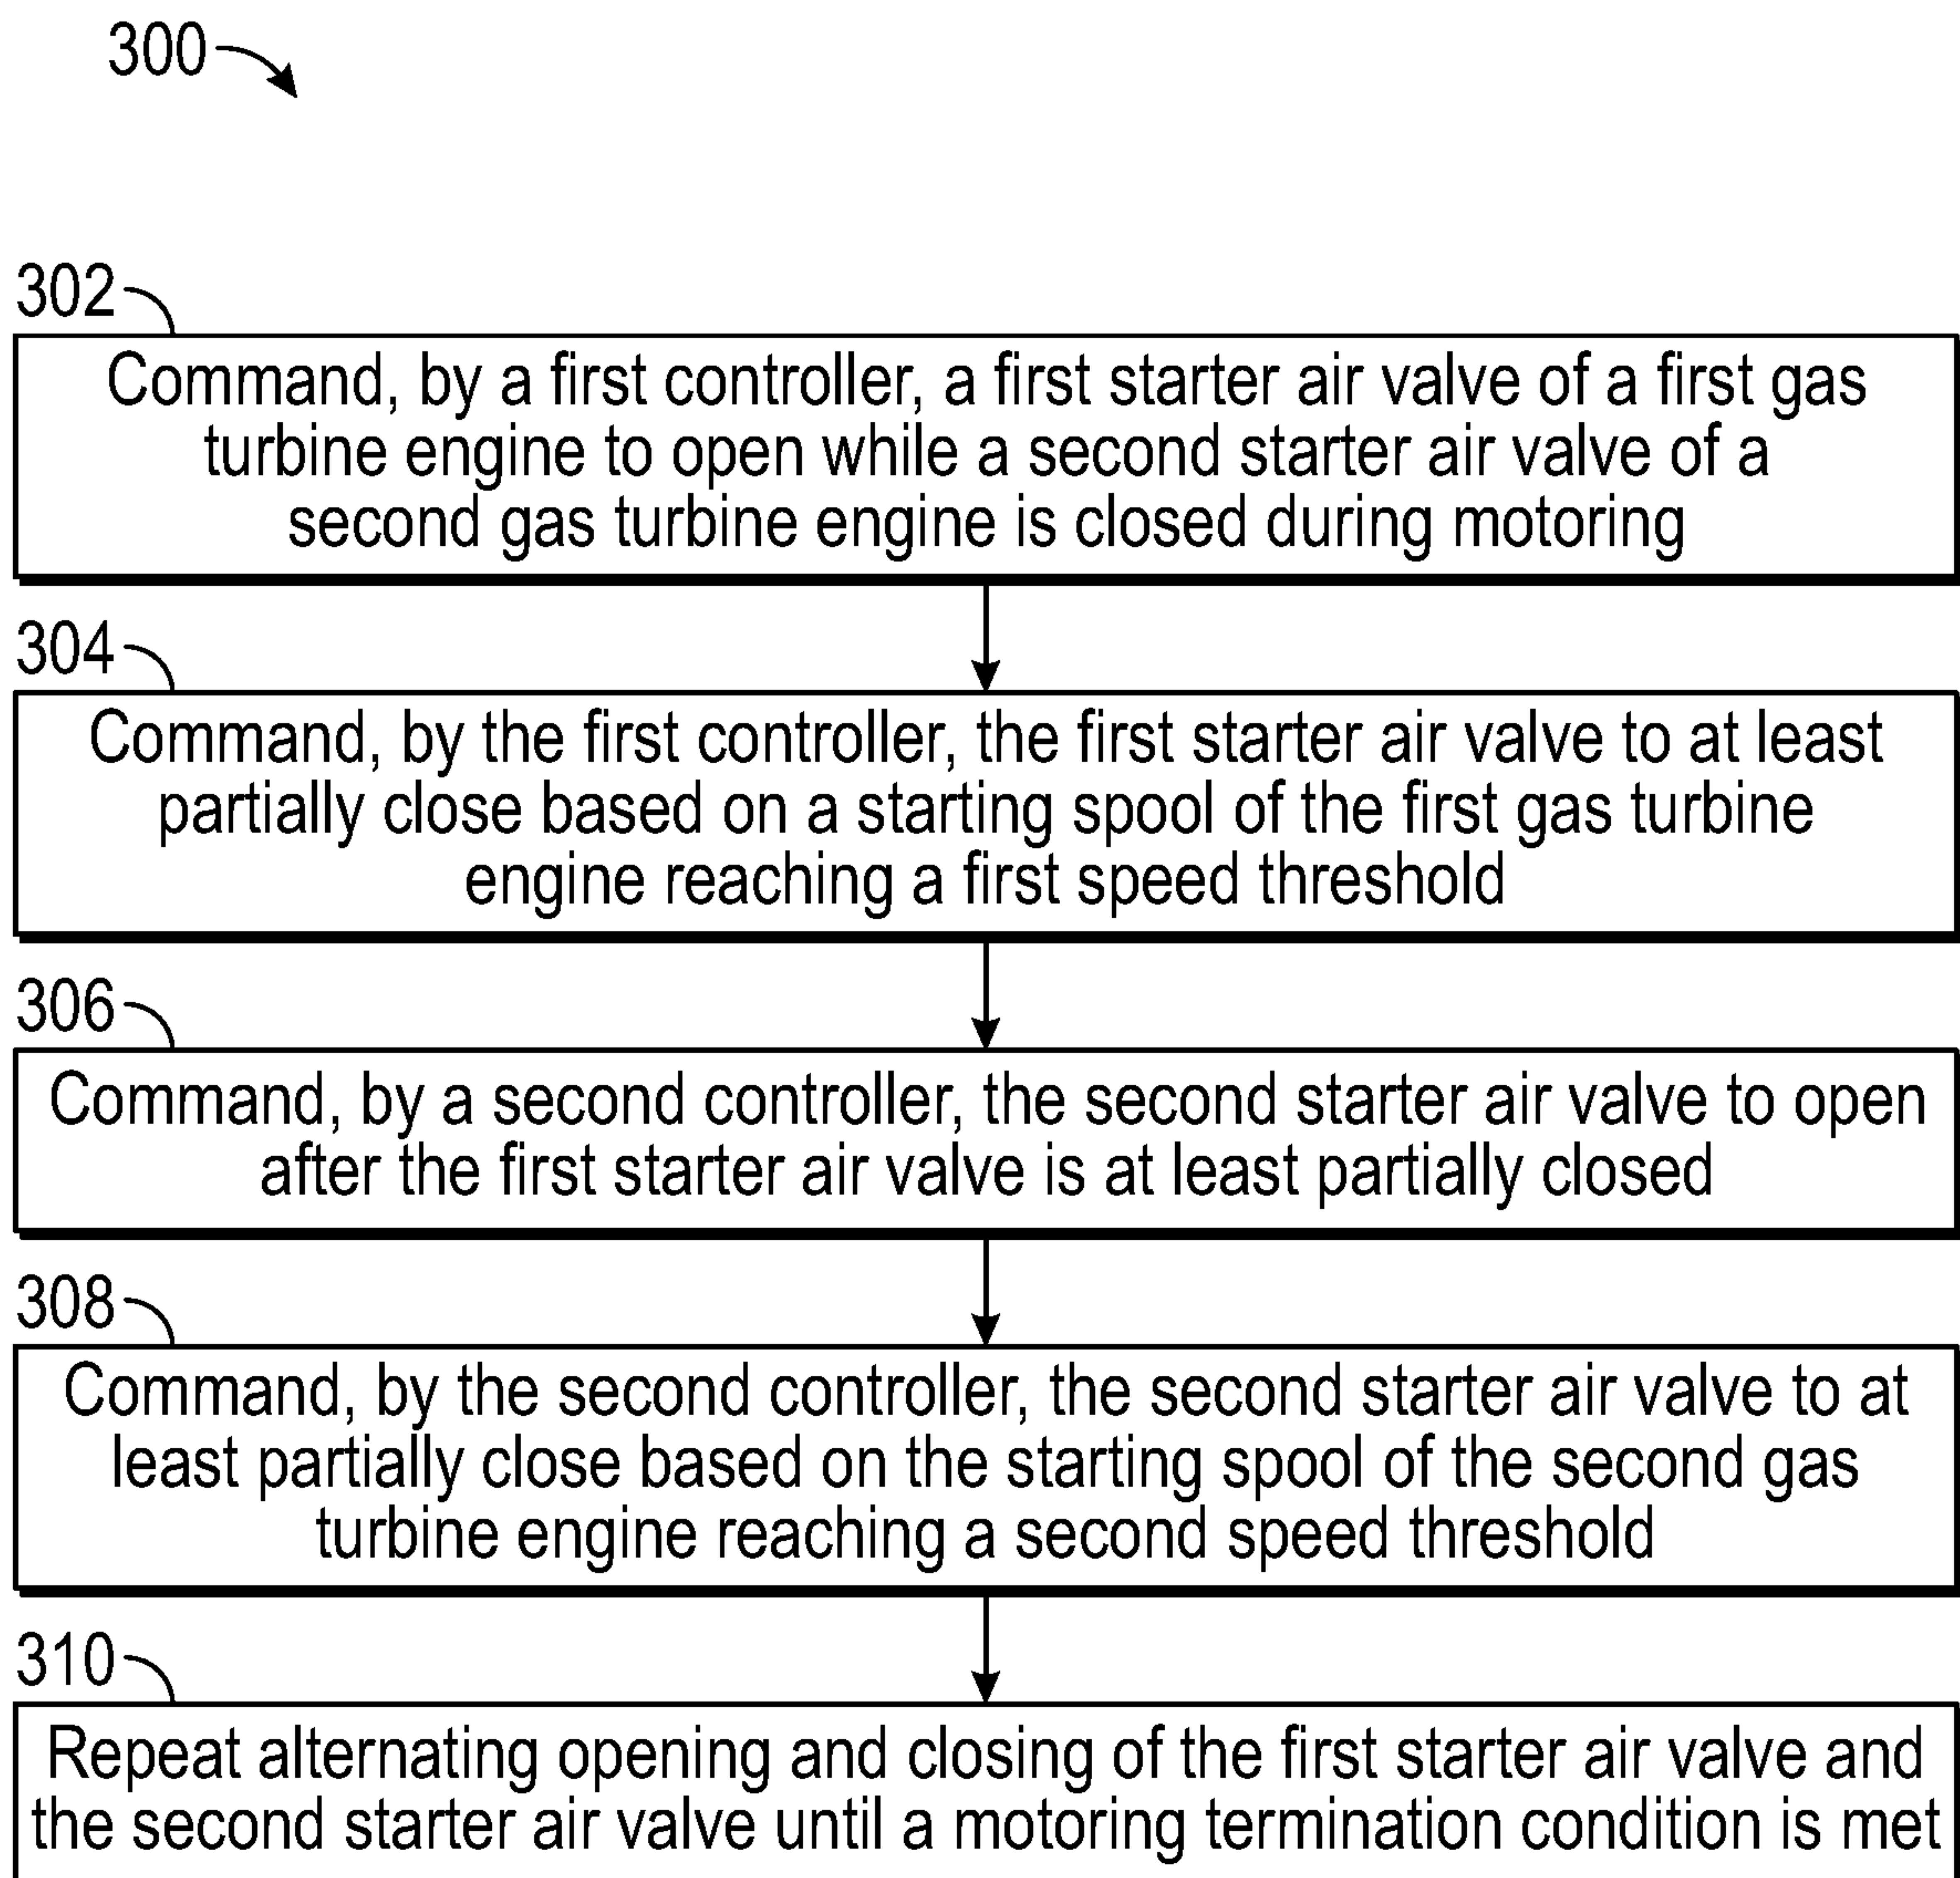 300
302
Command, by a first controller, a first starter air valve of a first gas
turbine engine to open while a second starter air valve of a
second gas turbine engine is closed during motoring
304
Command, by the first controller, the first starter air valve to at least
partially close based on a starting spool of the first gas turbine
engine reaching a first speed threshold
306
Command, by a second controller, the second starter air valve to open
after the first starter air valve is at least partially closed
308
Command, by the second controller, the second starter air valve to at
least partially close based on the starting spool of the second gas
turbine engine reaching a second speed threshold
310
Repeat alternating opening and closing of the first starter air valve and
the second starter air valve until a motoring termination condition is met